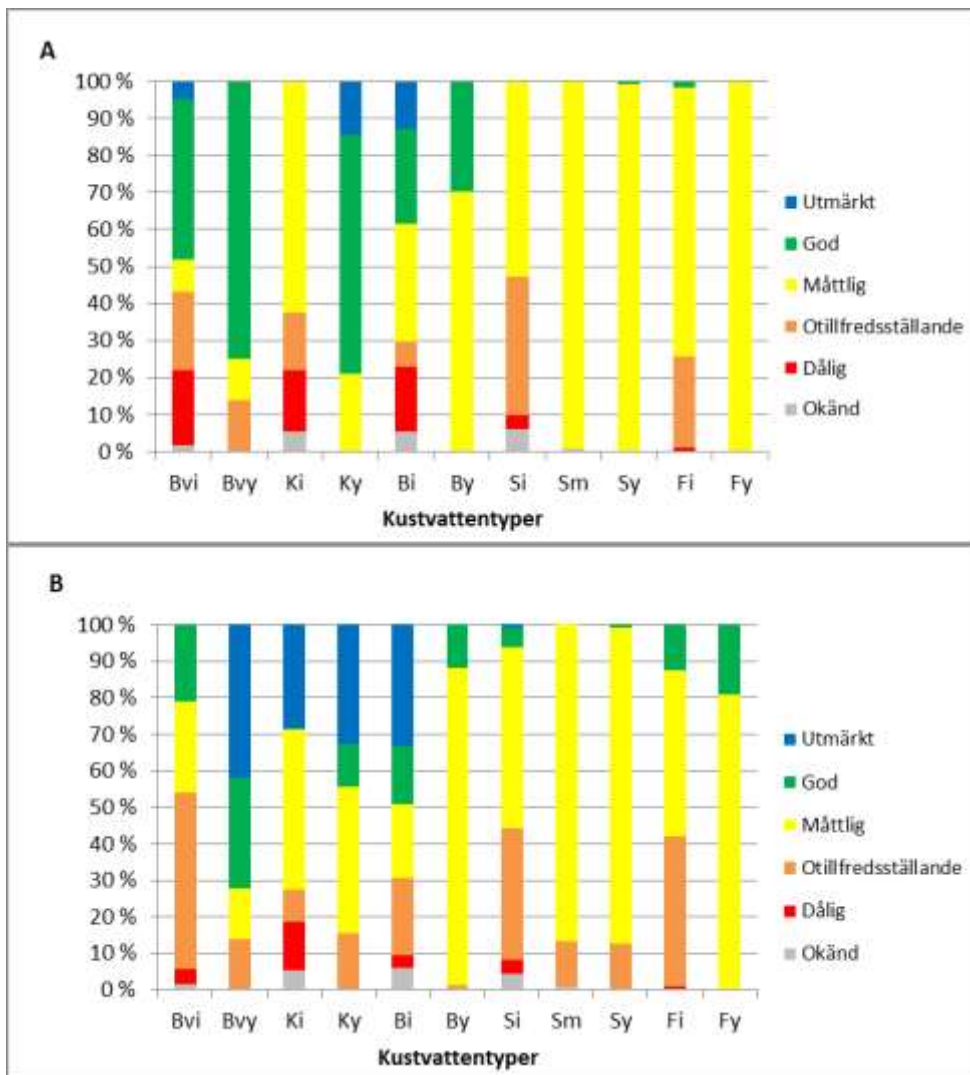 A
100 %
90 %
80 %
70 %
60 %
50 %
40 %
30 %
20 %
10 %
0 %
Bvi Bvy Ki Ky Bi By Si Sm Sy Fi Fy
Kustvattentyper
Utmärkt
God
Måttlig
Otillfredsställande
Dålig
Okänd
B
100 %
90 %
80 %
70 %
60 %
50 %
40 %
30 %
20 %
10 %
0 %
Bvi Bvy Ki Ky Bi By Si Sm Sy Fi Fy
Kustvattentyper
Utmärkt
God
Måttlig
Otillfredsställande
Dålig
Okänd